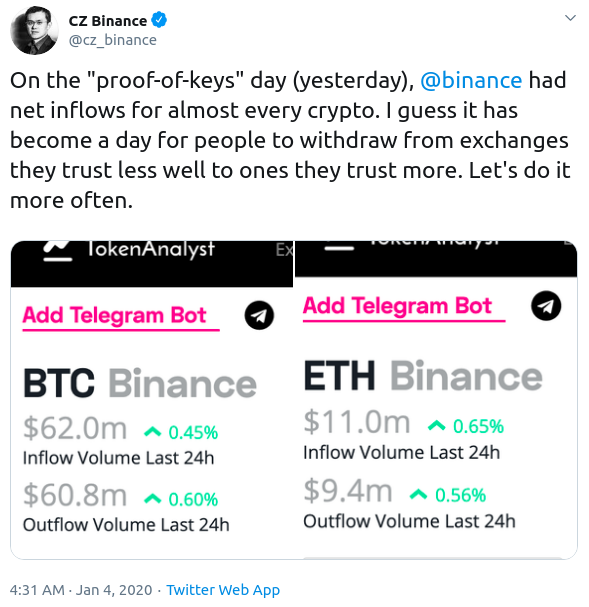 CZ Binance
@cz_binance
On the "proof-of-keys" day (yesterday), @binance had
net inflows for almost every crypto. I guess it has
become a day for people to withdraw from exchanges
they trust less well to ones they trust more. Let's do it
more often.
TokenAnalyst Ex
Add Telegram Bot
BTC Binance
$62.0m 0.45%
Inflow Volume Last 24h
$60.8m 0.60%
Outflow Volume Last 24h
TokenAnalyst
Add Telegram Bot
ETH Binance
$11.0m 0.65%
Inflow Volume Last 24h
$9.4m 0.56%
Outflow Volume Last 24h
4:31 AM · Jan 4, 2020 · Twitter Web App